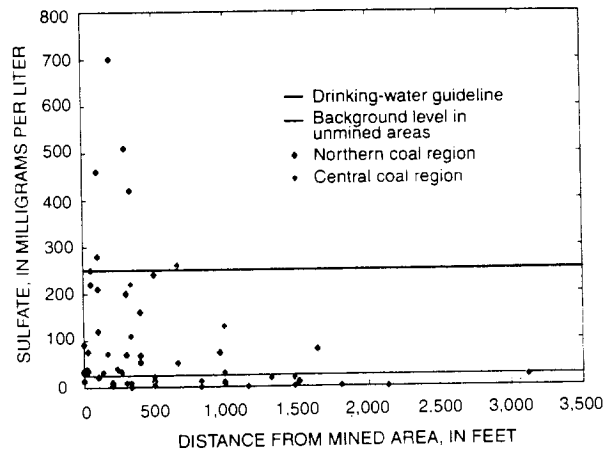 800
700
600
500
400
300
200
100
0
SULFATE, IN MILLIGRAMS PER LITER
Drinking-water guideline
Background level in
unmined areas
Northern coal region
Central coal region
0
500
1,000
1,500
2,000
2,500
3,000
3,500
DISTANCE FROM MINED AREA, IN FEET